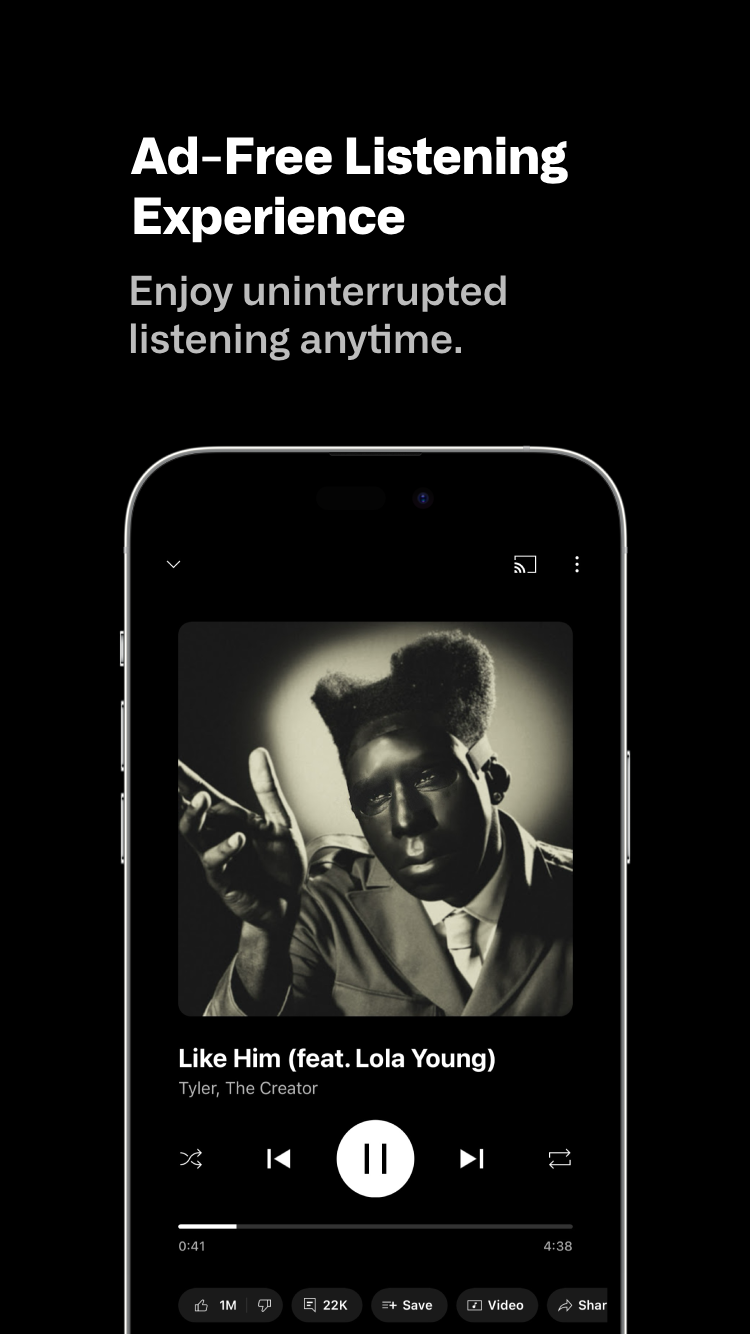 Ad-Free Listening
Experience
Enjoy uninterrupted
listening anytime.
Like Him (feat. Lola Young)
Tyler, The Creator
0:41 4:38
1M 22K Save Video Shar